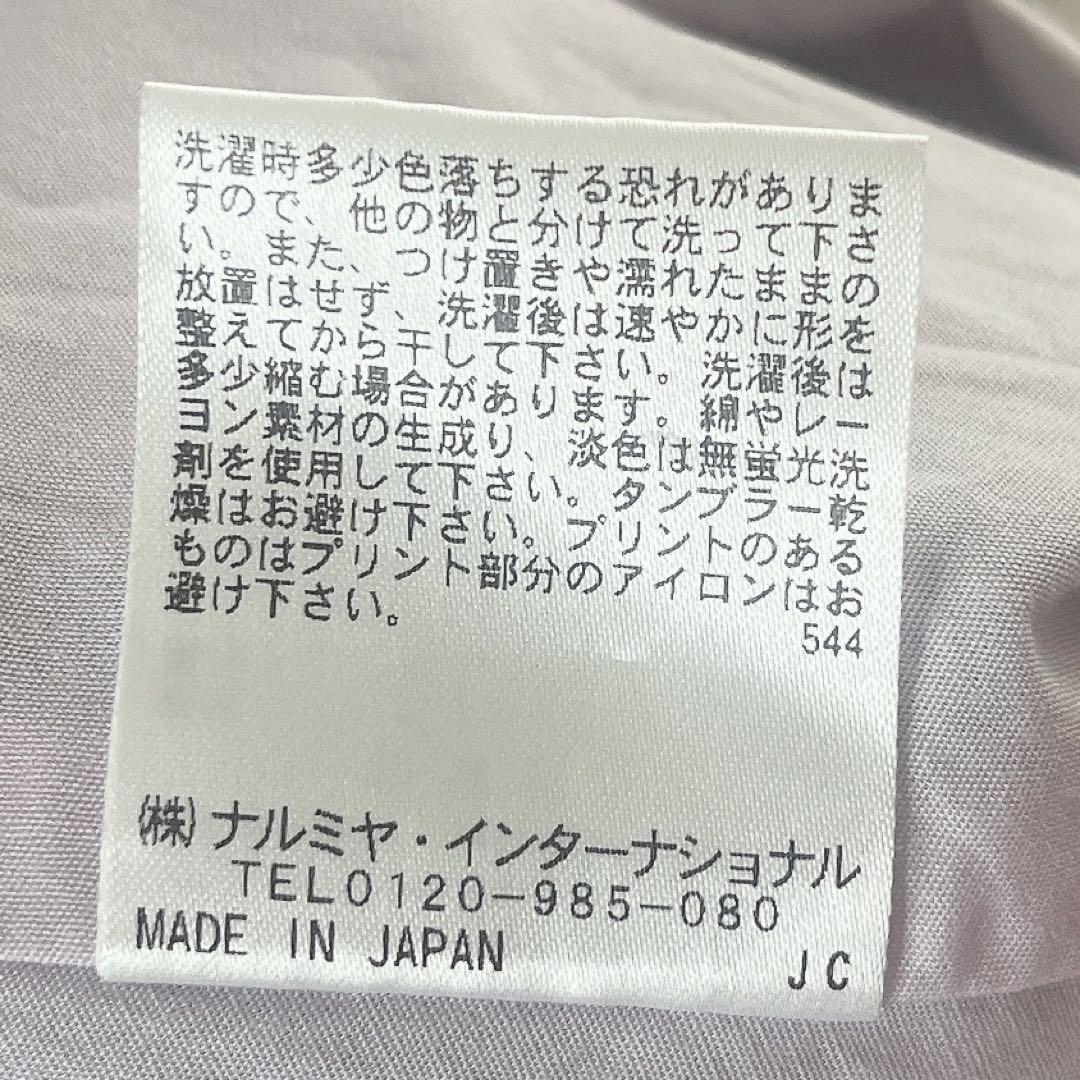 洗濯時多少色落ちする恐れがありま
すので、他の物と分けて洗って下さ
い。また、つけ置きや濡れたままの
放置はせず、洗濯後は速やかに形を
整えてから干して下さい。洗濯後は
多少縮む場合があります。綿やレー
ヨン素材の生成り、淡色は無蛍光洗
剤を使用して下さい。タンブラー乾
燥はお避け下さい。プリントのある
ものはプリント部分のアイロンはお
避け下さい。
544
(株)ナルミヤ・インターナショナル
TEL0120-985-080
MADE IN JAPAN JC